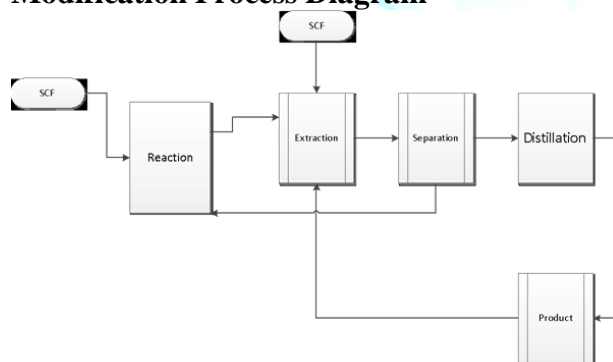 Modification Process Diagram
SCF
SCF
Reaction
Extraction
Separation
Distillation
Product